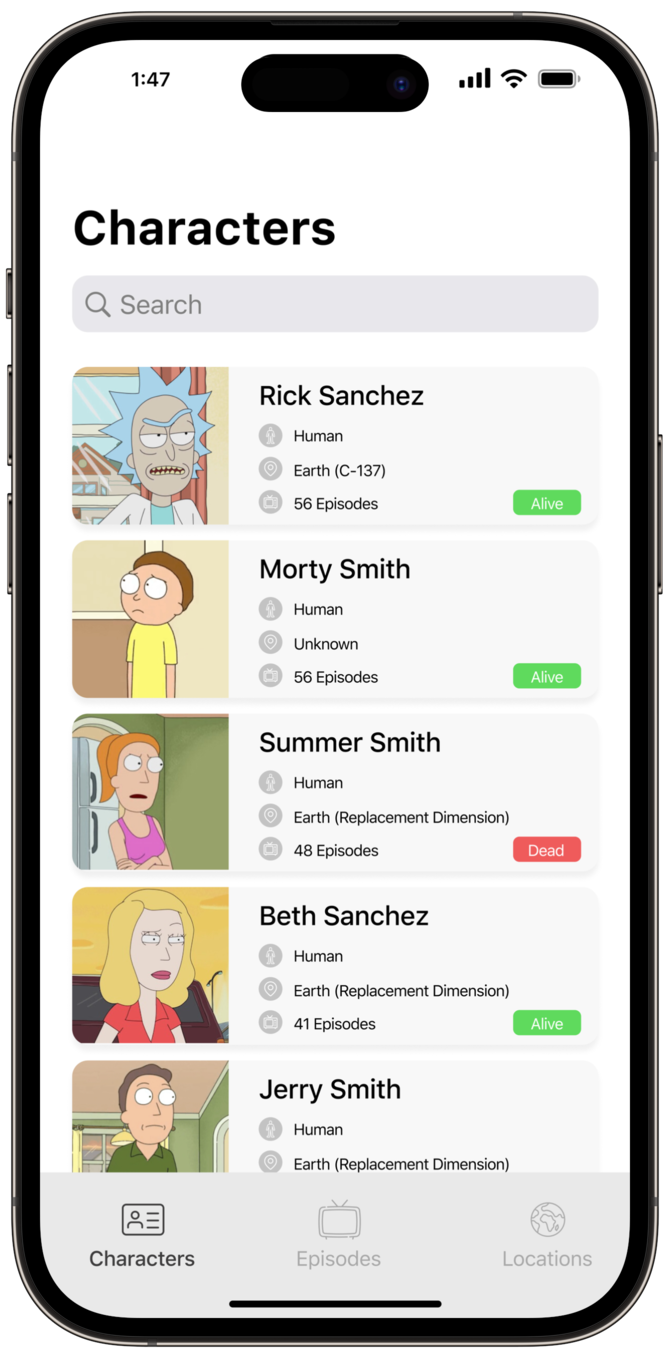 1:47
Characters
Search
Rick Sanchez
Human
Earth (C-137)
56 Episodes
Alive
Morty Smith
Human
Unknown
56 Episodes
Alive
Summer Smith
Human
Earth (Replacement Dimension)
48 Episodes
Dead
Beth Sanchez
Human
Earth (Replacement Dimension)
41 Episodes
Alive
Jerry Smith
Human
Earth (Replacement Dimension)
Characters
Episodes
Locations